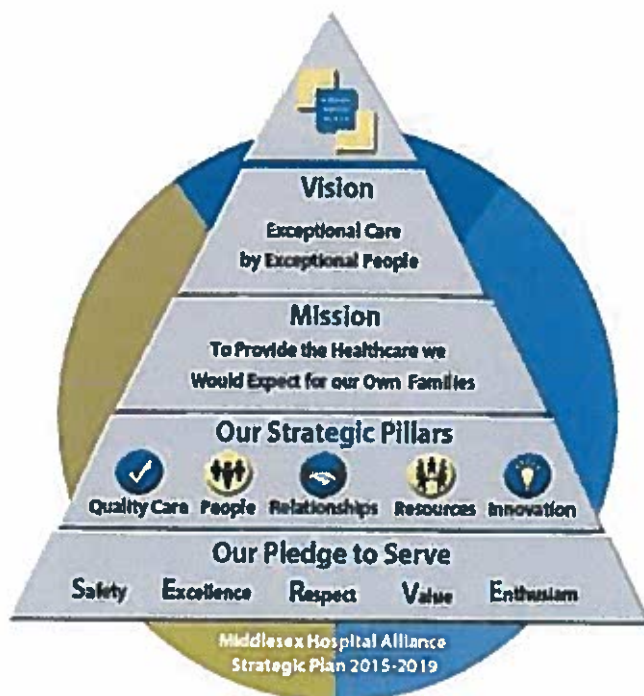 Vision
Exceptional Care
by Exceptional People
Mission
To Provide the Healthcare we
Would Expect for our Own Families
Our Strategic Pillars
Quality Care People Relationships Resources Innovation
Our Pledge to Serve
Safety Excellence Respect Value Enthusiasm
Middlesex Hospital Alliance
Strategic Plan 2015-2019